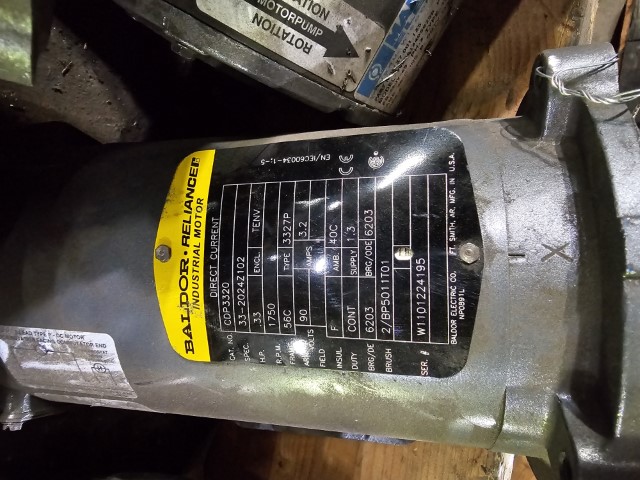 ROTATION
MOTORPUMP
ROTATION
BALDOR · RELIANCER
INDUSTRIAL MOTOR
DIRECT CURRENT
EN/IEC60034-1,-5
CAT. NO CDP3320
SPEC. 33-2024Z102
H.P. .33 ENCL TENV
R.P.M. 1750 TYPE 3327P
FRAME 56C AMPS 3.2
ARM. VOLTS 90
FIELD
INSUL F AMB. 40C
DUTY CONT SUPPLY 1.3
BRG/DE 6203 BRG/ODE 6203
BRUSH 2/BP5011T01
SER. # W1101224195
BALDOR ELECTRIC CO. FT. SMITH, AR. MFG. IN U.S.A.
NP0891L
X